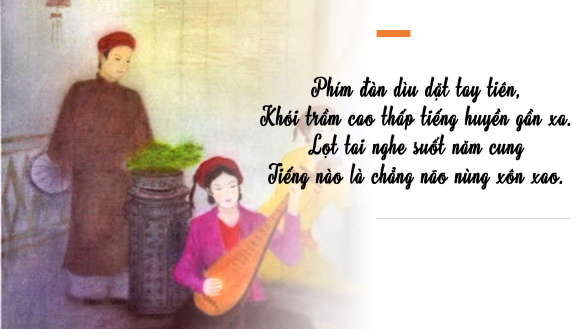 Phím đàn dìu dặt tay tiên,
Khói trầm cao thấp tiếng huyền gần xa.
Lọt tai nghe suốt năm cung
Tiếng nào là chẳng não nùng xôn xao.